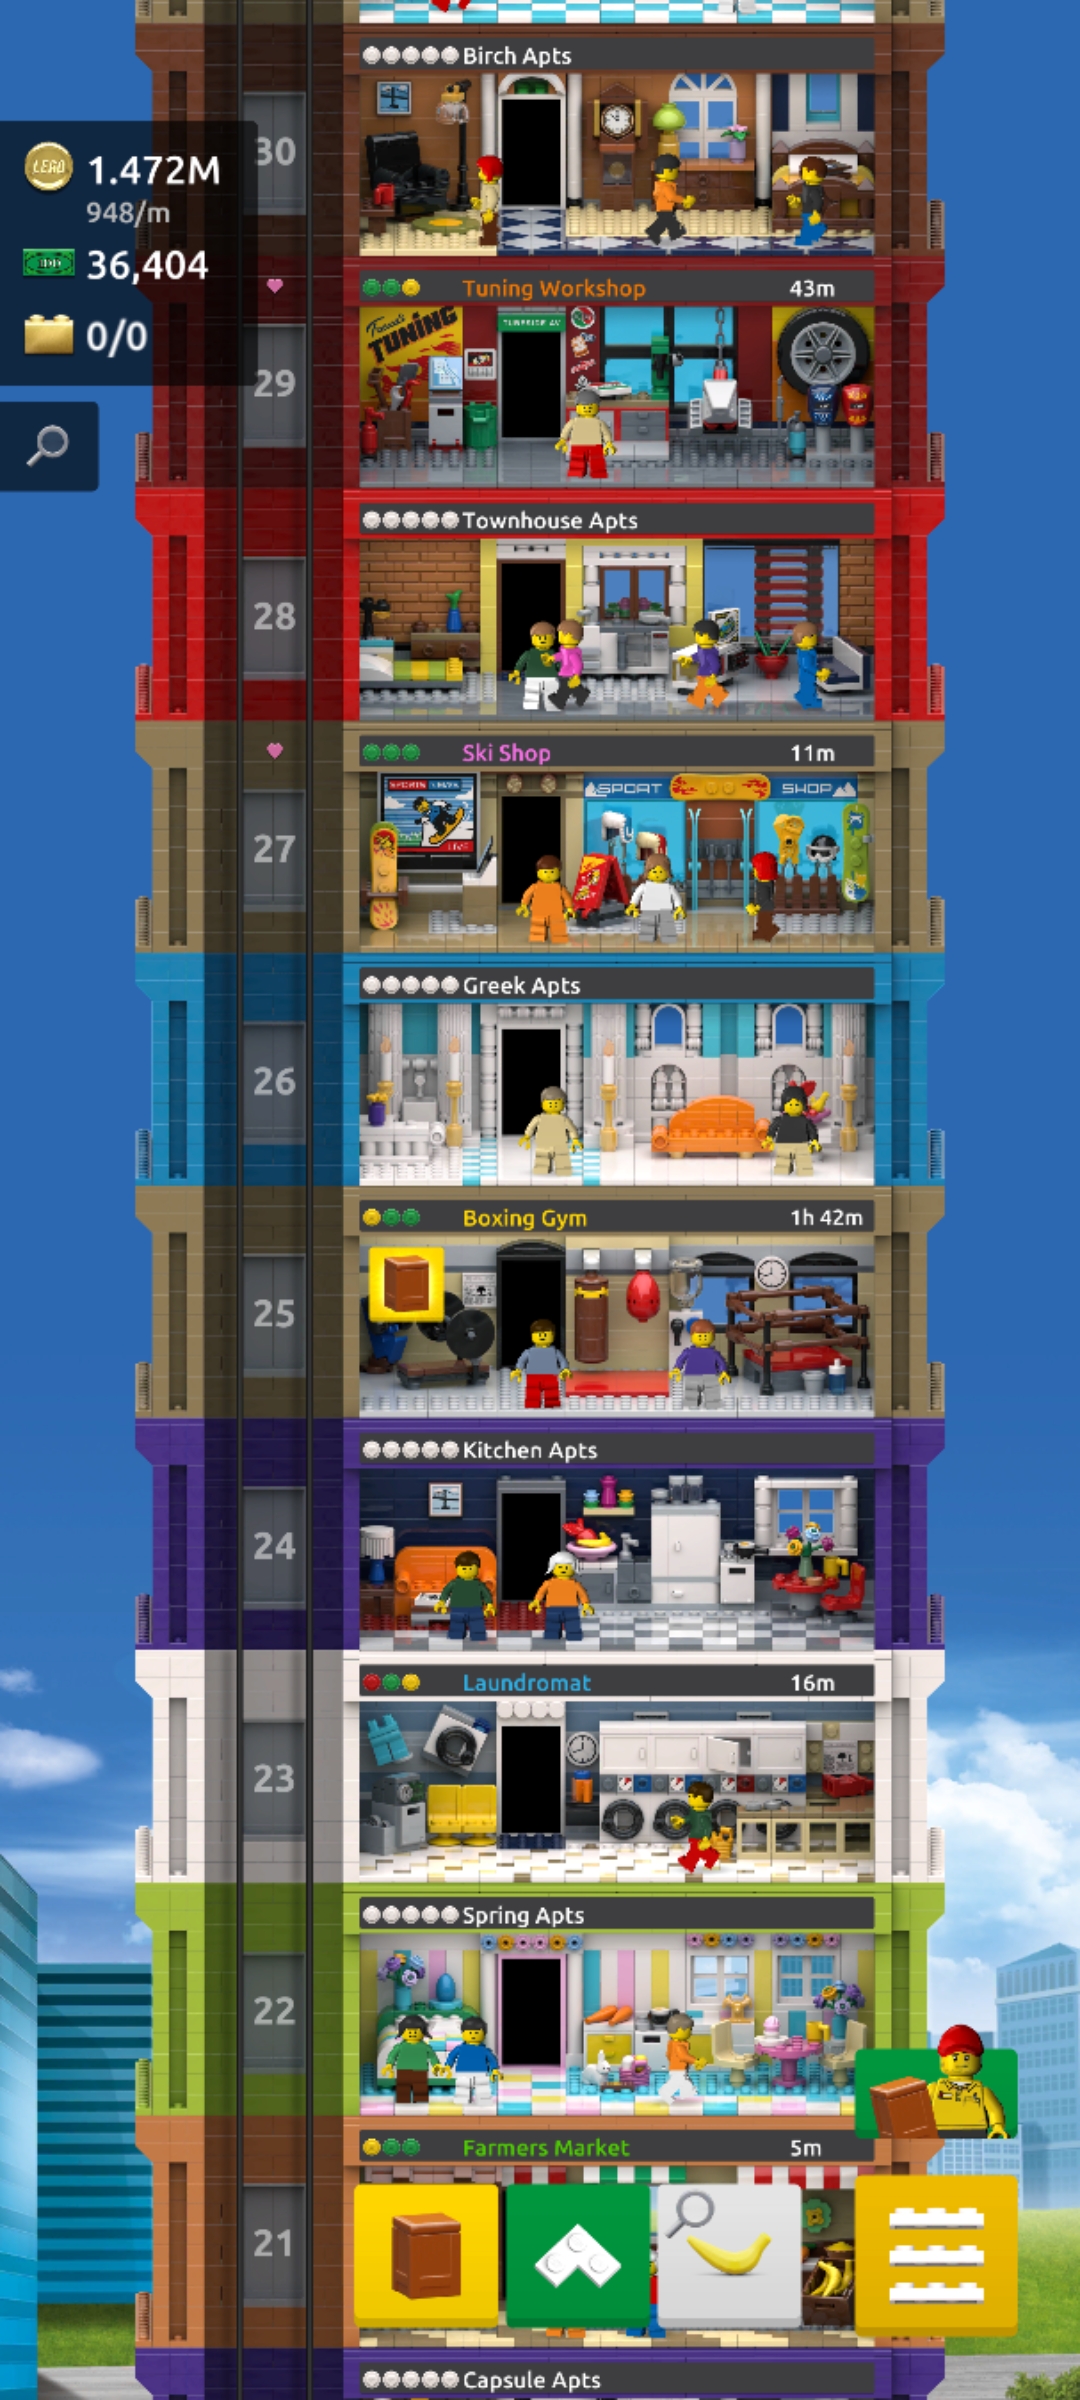 Birch Apts
30
LEGO
1.472M
948/m
36,404
0/0
Tuning Workshop 43m
TUNING
29
Townhouse Apts
28
Ski Shop 11m
SPORT SHOP
LIVE
27
Greek Apts
26
Boxing Gym 1h 42m
25
Kitchen Apts
24
Laundromat 16m
23
Spring Apts
22
Farmers Market 5m
21
Capsule Apts